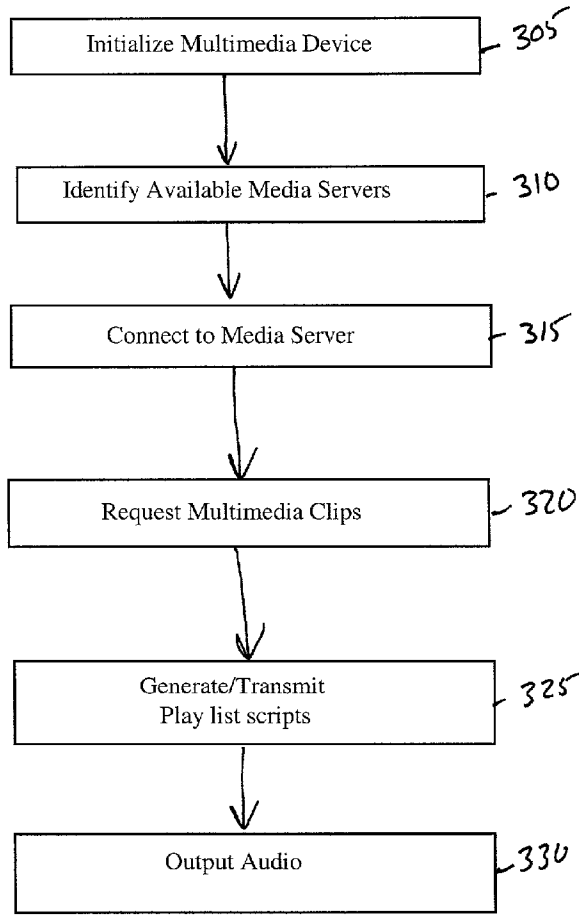 Initialize Multimedia Device 305
Identify Available Media Servers 310
Connect to Media Server 315
Request Multimedia Clips 320
Generate/Transmit
Play list scripts 325
Output Audio 330